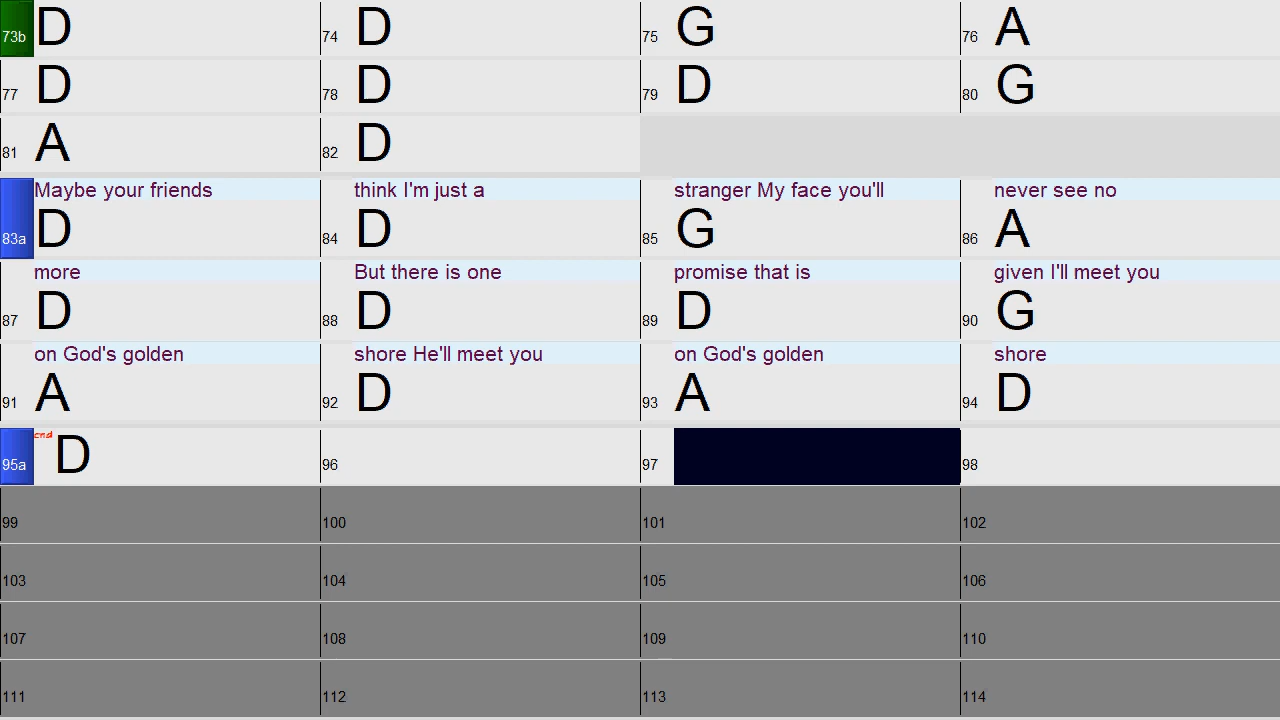 73b D 74 D 75 G 76 A
77 D 78 D 79 D 80 G
81 A 82 D
Maybe your friends think I'm just a stranger My face you'll never see no
83a D 84 D 85 G 86 A
more But there is one promise that is given I'll meet you
87 D 88 D 89 D 90 G
on God's golden shore He'll meet you on God's golden shore
91 A 92 D 93 A 94 D
end
95a D 96 97 98
99 100 101 102
103 104 105 106
107 108 109 110
111 112 113 114